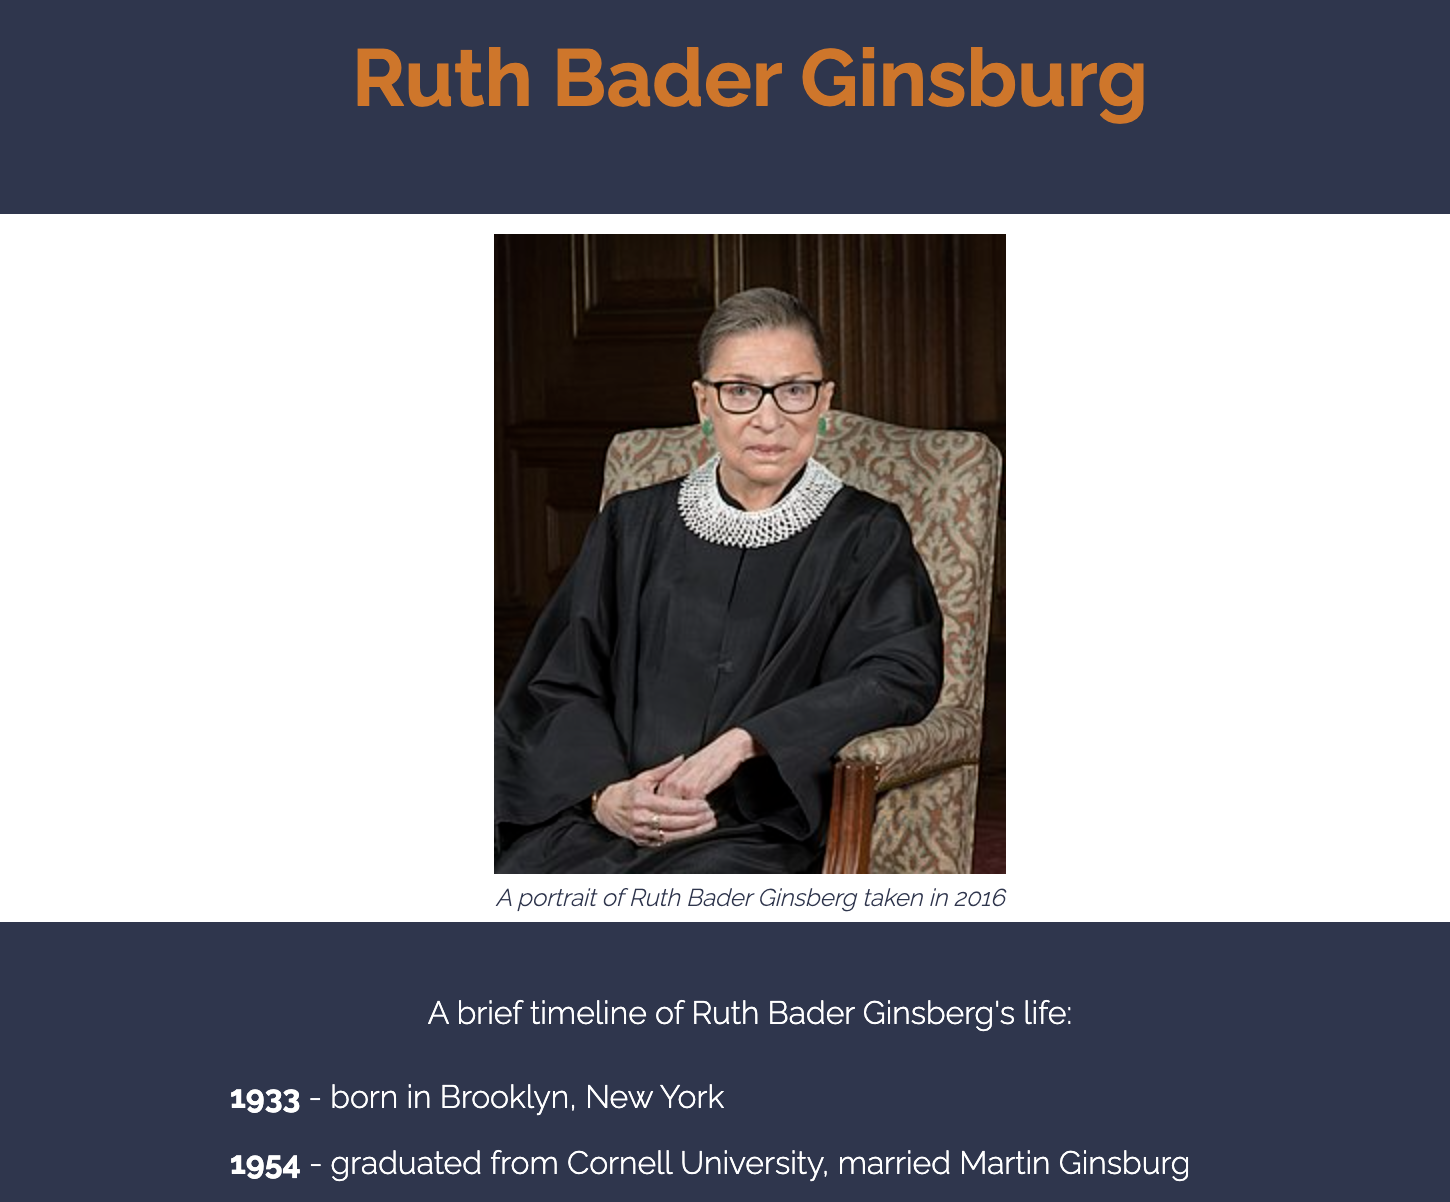 Ruth Bader Ginsburg
A portrait of Ruth Bader Ginsberg taken in 2016
A brief timeline of Ruth Bader Ginsberg's life:
1933 - born in Brooklyn, New York
1954 - graduated from Cornell University, married Martin Ginsburg